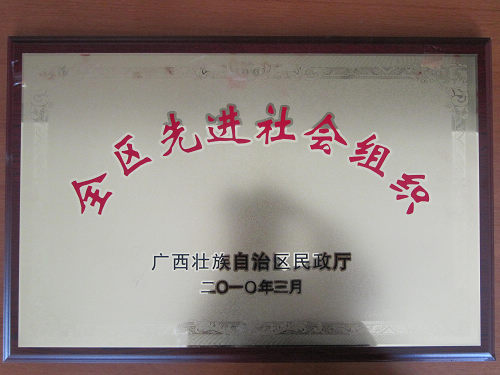 全区先进社会组织
广西壮族自治区民政厅
二〇一〇年三月